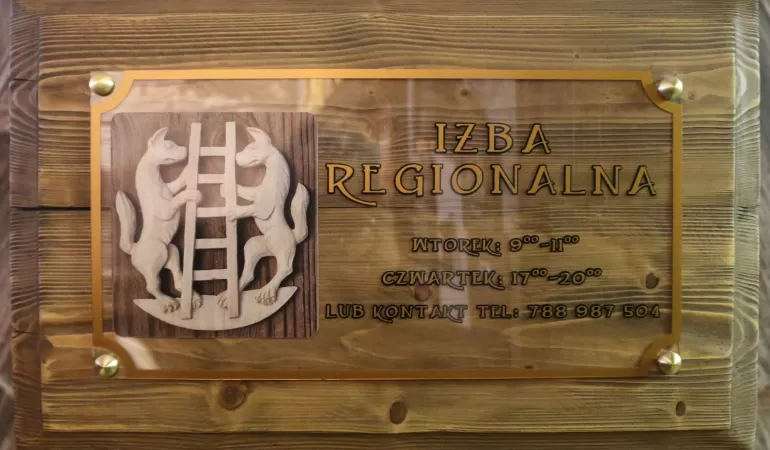 IZBA
REGIONALNA
WTOREK: 9⁰⁰-11⁰⁰
CZWARTEK: 17⁰⁰-20⁰⁰
LUB KONTAKT TEL: 788 987 504